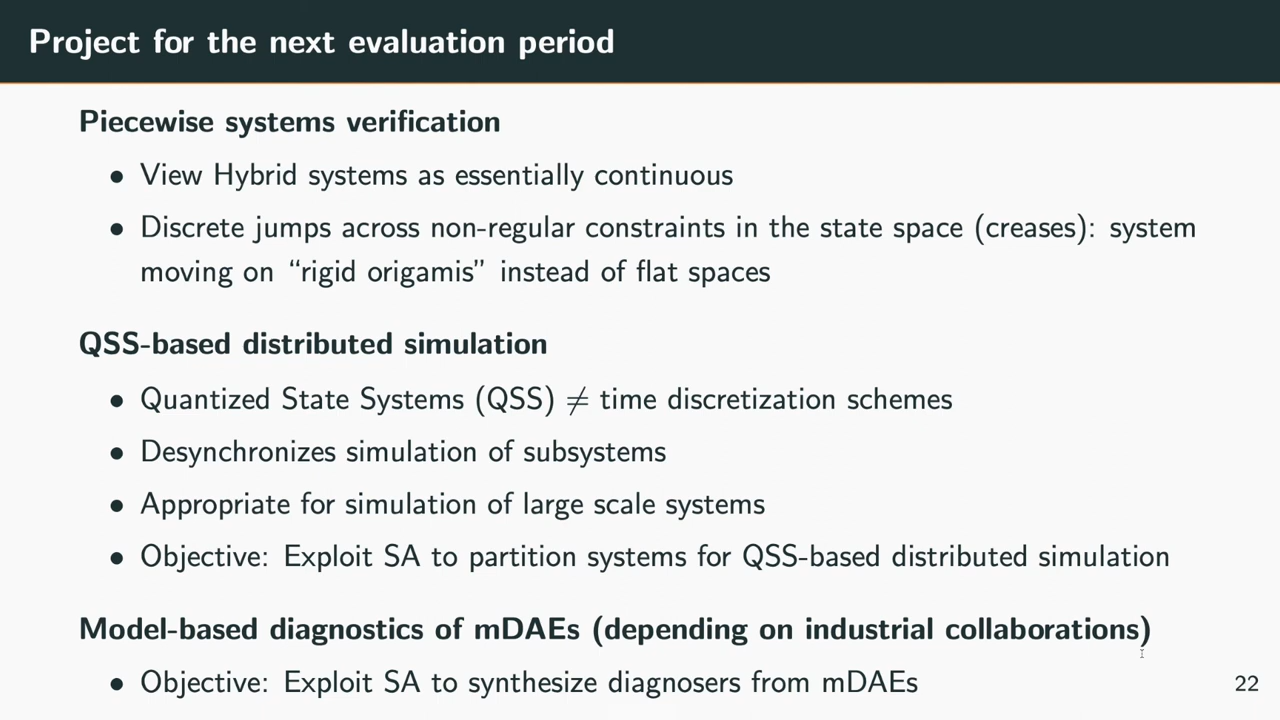 Project for the next evaluation period
Piecewise systems verification
• View Hybrid systems as essentially continuous
• Discrete jumps across non-regular constraints in the state space (creases): system
moving on “rigid origamis” instead of flat spaces
QSS-based distributed simulation
• Quantized State Systems (QSS) ≠ time discretization schemes
• Desynchronizes simulation of subsystems
• Appropriate for simulation of large scale systems
• Objective: Exploit SA to partition systems for QSS-based distributed simulation
Model-based diagnostics of mDAEs (depending on industrial collaborations)
• Objective: Exploit SA to synthesize diagnosers from mDAEs
22